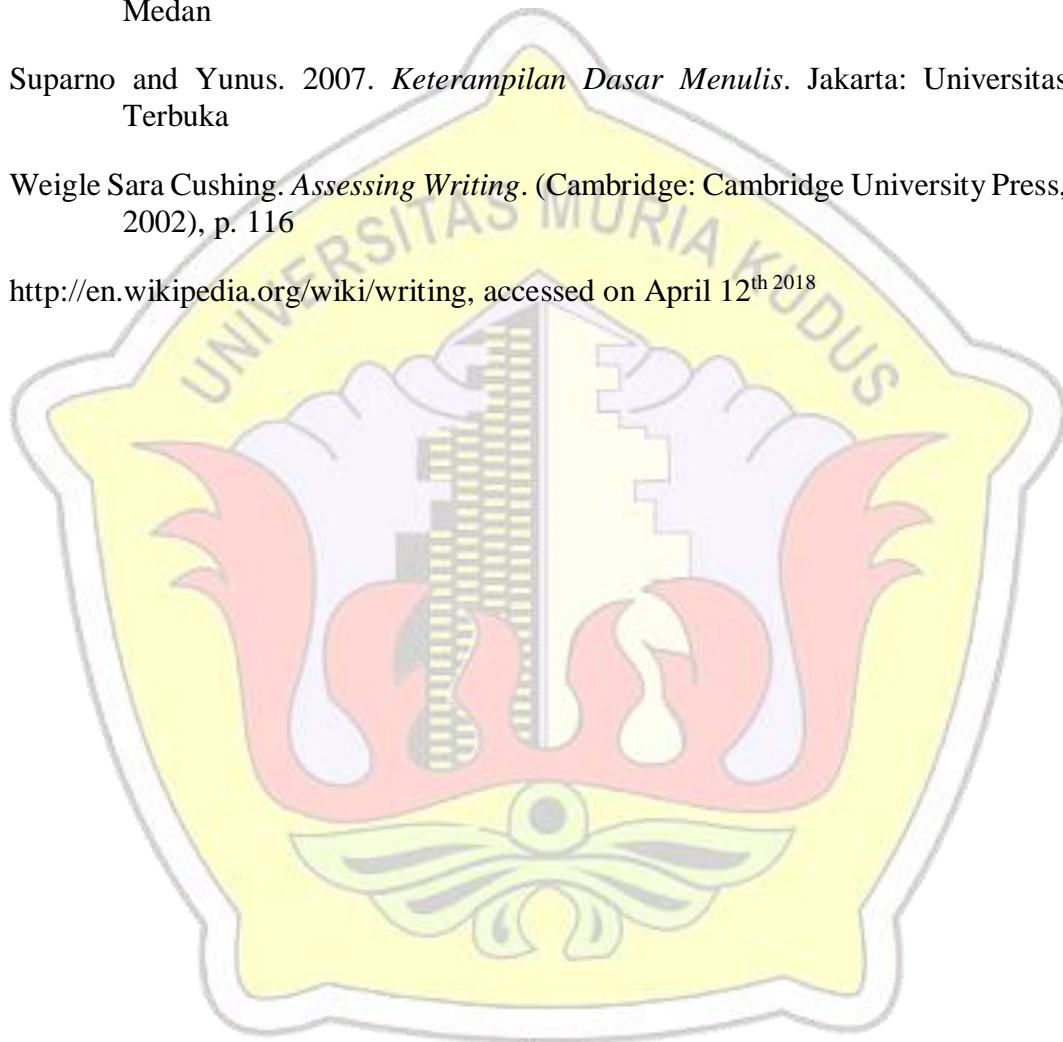 Medan
Suparno and Yunus. 2007. Keterampilan Dasar Menulis. Jakarta: Universitas
Terbuka
Weigle Sara Cushing. Assessing Writing. (Cambridge: Cambridge University Press,
2002), p. 116
http://en.wikipedia.org/wiki/writing, accessed on April 12th 2018
UNIVERSITAS MURIA KUDUS